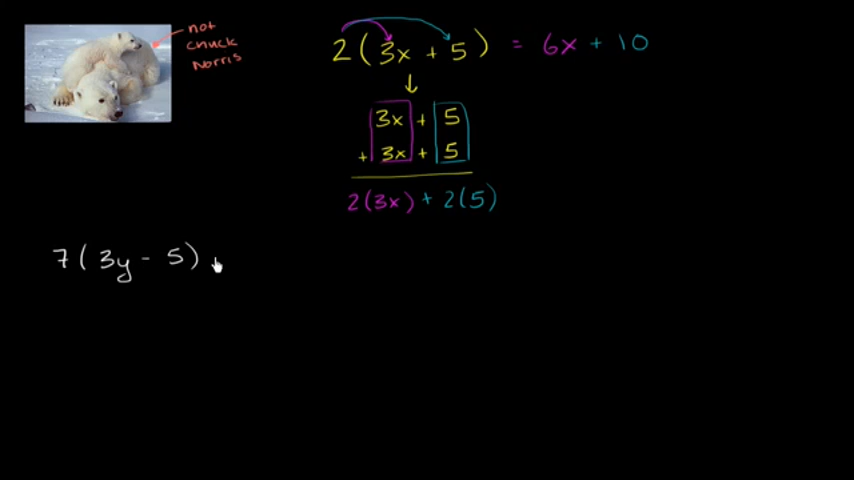 not
chuck
Norris
2(3x + 5) = 6x + 10
3x + 5
+ 3x + 5
2(3x) + 2(5)
7(3y - 5)